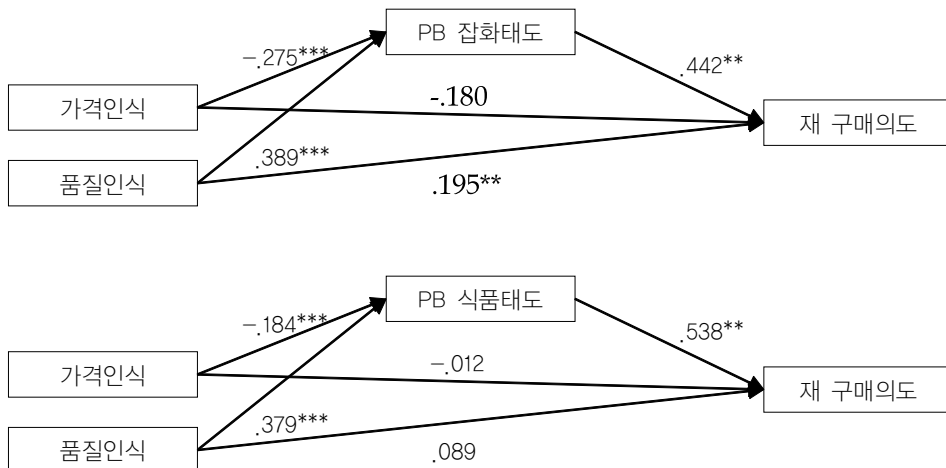 PB 잡화태도
-.275***
.442**
가격인식
-.180
재 구매의도
.389***
품질인식
.195**
PB 식품태도
-.184***
.538**
가격인식
-.012
재 구매의도
.379***
품질인식
.089